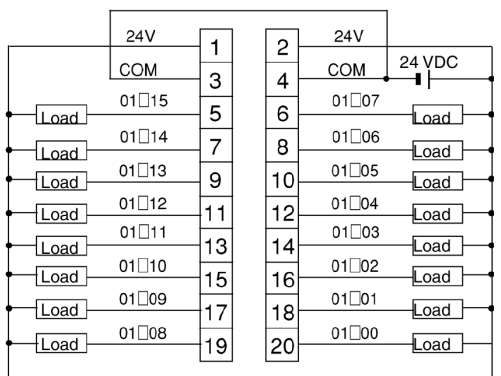 24V 1 2 24V
COM 3 4 COM 24 VDC
Load 01□15 5 6 01□07 Load
Load 01□14 7 8 01□06 Load
Load 01□13 9 10 01□05 Load
Load 01□12 11 12 01□04 Load
Load 01□11 13 14 01□03 Load
Load 01□10 15 16 01□02 Load
Load 01□09 17 18 01□01 Load
Load 01□08 19 20 01□00 Load